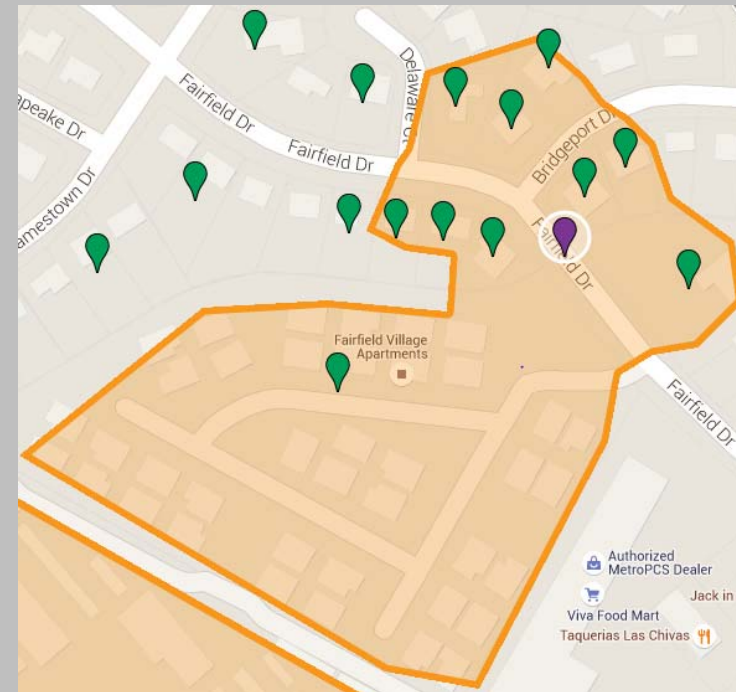 Fairfield Dr
Delaware Ct
Fairfield Dr
apeake Dr
Bridgeport D
amestown Dr
Fairfield Dr
Fairfield Village
Apartments
Fairfield Dr
Authorized
MetroPCS Dealer
Jack in
Viva Food Mart
Taquerias Las Chivas